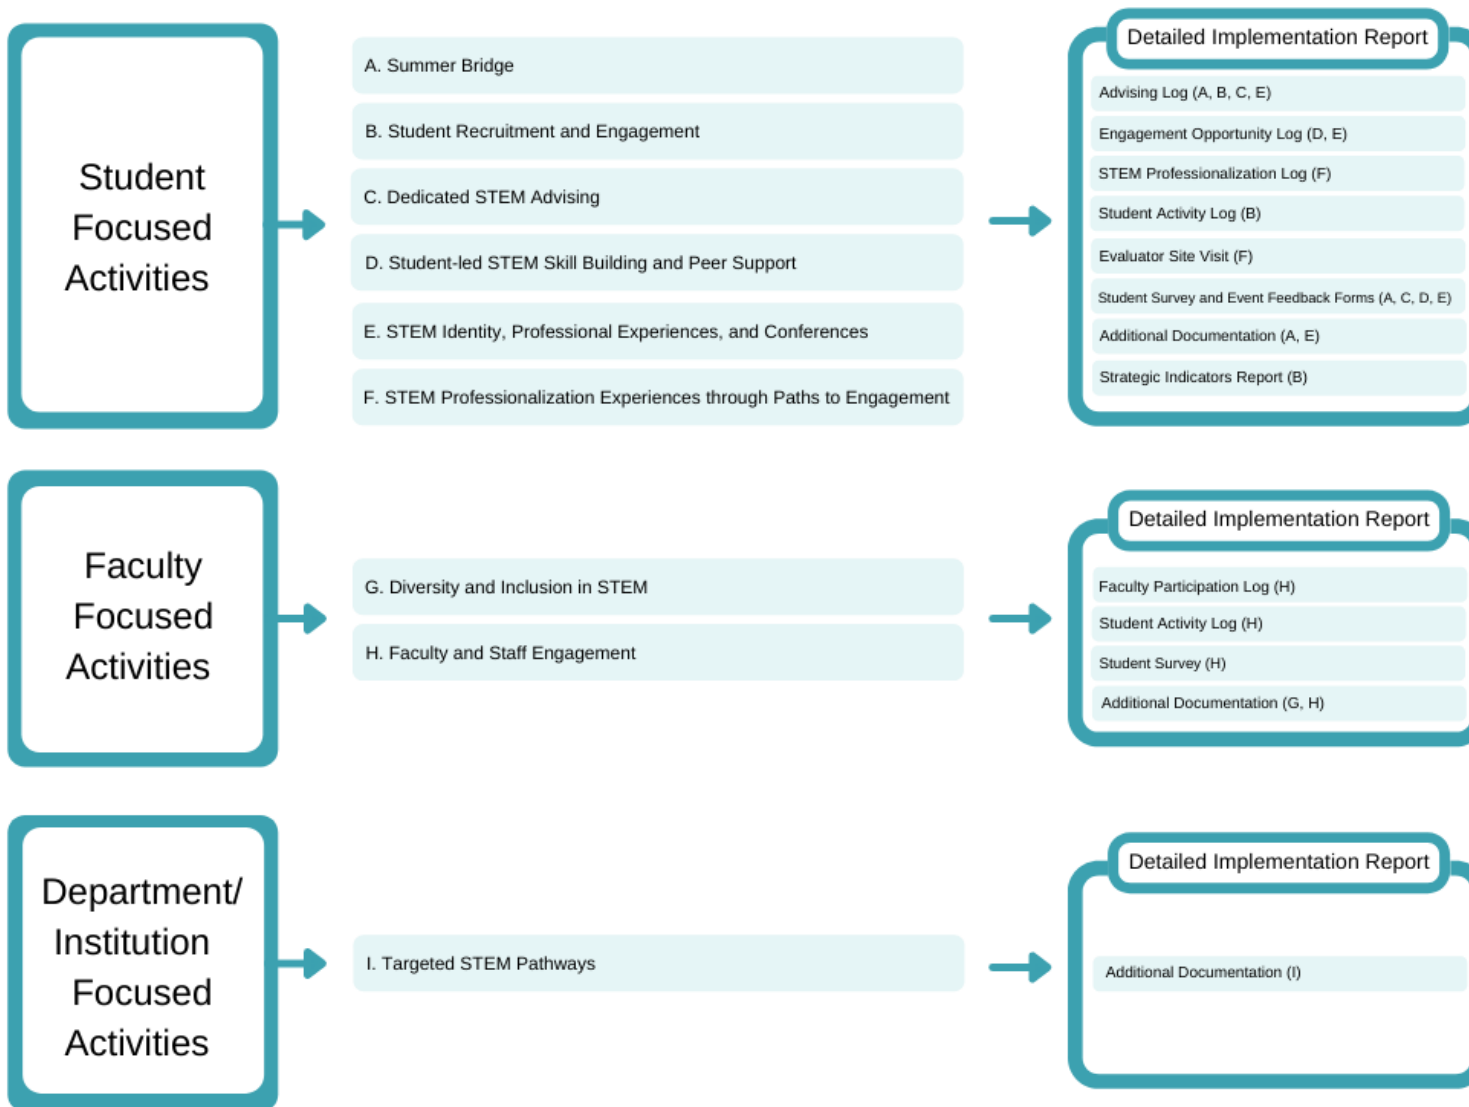 Student
Focused
Activities
A. Summer Bridge
B. Student Recruitment and Engagement
C. Dedicated STEM Advising
D. Student-led STEM Skill Building and Peer Support
E. STEM Identity, Professional Experiences, and Conferences
F. STEM Professionalization Experiences through Paths to Engagement
Detailed Implementation Report
Advising Log (A, B, C, E)
Engagement Opportunity Log (D, E)
STEM Professionalization Log (F)
Student Activity Log (B)
Evaluator Site Visit (F)
Student Survey and Event Feedback Forms (A, C, D, E)
Additional Documentation (A, E)
Strategic Indicators Report (B)
Faculty
Focused
Activities
G. Diversity and Inclusion in STEM
H. Faculty and Staff Engagement
Detailed Implementation Report
Faculty Participation Log (H)
Student Activity Log (H)
Student Survey (H)
Additional Documentation (G, H)
Department/
Institution
Focused
Activities
I. Targeted STEM Pathways
Detailed Implementation Report
Additional Documentation (I)